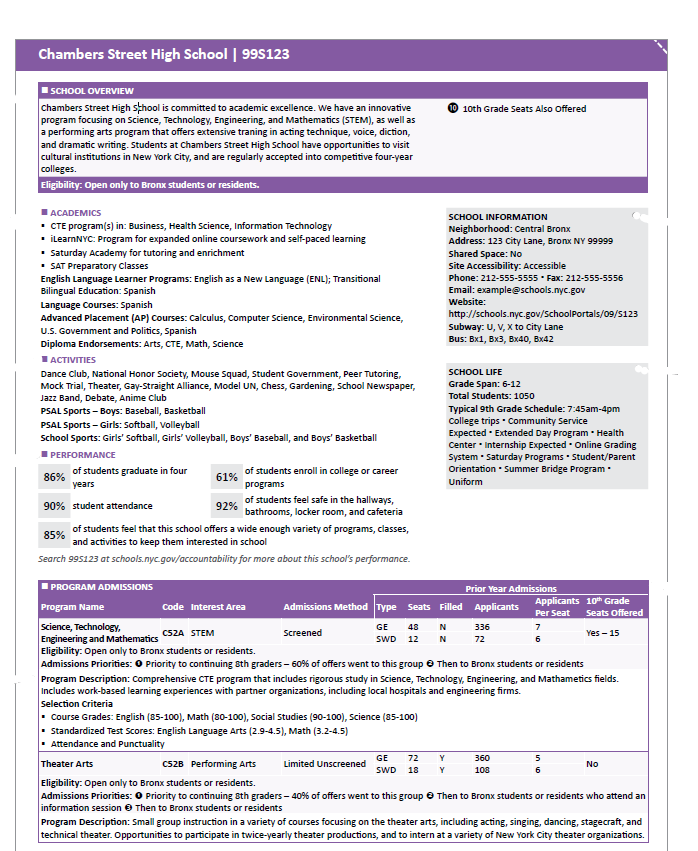 Chambers Street High School | 99S123
SCHOOL OVERVIEW
Chambers Street High School is committed to academic excellence. We have an innovative
program focusing on Science, Technology, Engineering, and Mathematics (STEM), as well as
a performing arts program that offers extensive traning in acting technique, voice, diction,
and dramatic writing. Students at Chambers Street High School have opportunities to visit
cultural institutions in New York City, and are regularly accepted into competitive four-year
colleges.
10 10th Grade Seats Also Offered
Eligibility: Open only to Bronx students or residents.
ACADEMICS
▪ CTE program(s) in: Business, Health Science, Information Technology
▪ iLearnNYC: Program for expanded online coursework and self-paced learning
▪ Saturday Academy for tutoring and enrichment
▪ SAT Preparatory Classes
English Language Learner Programs: English as a New Language (ENL); Transitional
Bilingual Education: Spanish
Language Courses: Spanish
Advanced Placement (AP) Courses: Calculus, Computer Science, Environmental Science,
U.S. Government and Politics, Spanish
Diploma Endorsements: Arts, CTE, Math, Science
ACTIVITIES
Dance Club, National Honor Society, Mouse Squad, Student Government, Peer Tutoring,
Mock Trial, Theater, Gay-Straight Alliance, Model UN, Chess, Gardening, School Newspaper,
Jazz Band, Debate, Anime Club
PSAL Sports – Boys: Baseball, Basketball
PSAL Sports – Girls: Softball, Volleyball
School Sports: Girls' Softball, Girls' Volleyball, Boys' Baseball, and Boys' Basketball
PERFORMANCE
86% of students graduate in four
years
61% of students enroll in college or career
programs
90% student attendance
92% of students feel safe in the hallways,
bathrooms, locker room, and cafeteria
85% of students feel that this school offers a wide enough variety of programs, classes,
and activities to keep them interested in school
Search 99S123 at schools.nyc.gov/accountability for more about this school's performance.
SCHOOL INFORMATION
Neighborhood: Central Bronx
Address: 123 City Lane, Bronx NY 99999
Shared Space: No
Site Accessibility: Accessible
Phone: 212-555-5555 • Fax: 212-555-5556
Email: example@schools.nyc.gov
Website:
http://schools.nyc.gov/SchoolPortals/09/S123
Subway: U, V, X to City Lane
Bus: Bx1, Bx3, Bx40, Bx42
SCHOOL LIFE
Grade Span: 6-12
Total Students: 1050
Typical 9th Grade Schedule: 7:45am-4pm
College trips • Community Service
Expected • Extended Day Program • Health
Center • Internship Expected • Online Grading
System • Saturday Programs • Student/Parent
Orientation • Summer Bridge Program •
Uniform
PROGRAM ADMISSIONS
Prior Year Admissions
Program Name Code Interest Area Admissions Method Type Seats Filled Applicants Applicants Per Seat 10th Grade Seats Offered
Science, Technology,
Engineering and Mathematics C52A STEM Screened
GE 48 N 336 7
SWD 12 N 72 6
Yes – 15
Eligibility: Open only to Bronx students or residents.
Admissions Priorities: ❶ Priority to continuing 8th graders – 60% of offers went to this group ❷ Then to Bronx students or residents
Program Description: Comprehensive CTE program that includes rigorous study in Science, Technology, Engineering, and Mathametics fields.
Includes work-based learning experiences with partner organizations, including local hospitals and engineering firms.
Selection Criteria
▪ Course Grades: English (85-100), Math (80-100), Social Studies (90-100), Science (85-100)
▪ Standardized Test Scores: English Language Arts (2.9-4.5), Math (3.2-4.5)
▪ Attendance and Punctuality
Theater Arts C52B Performing Arts Limited Unscreened
GE 72 Y 360 5
SWD 18 Y 108 6
No
Eligibility: Open only to Bronx students or residents.
Admissions Priorities: ❶ Priority to continuing 8th graders – 40% of offers went to this group ❷ Then to Bronx students or residents who attend an
information session ❸ Then to Bronx students or residents
Program Description: Small group instruction in a variety of courses focusing on the theater arts, including acting, singing, dancing, stagecraft, and
technical theater. Opportunities to participate in twice-yearly theater productions, and to intern at a variety of New York City theater organizations.